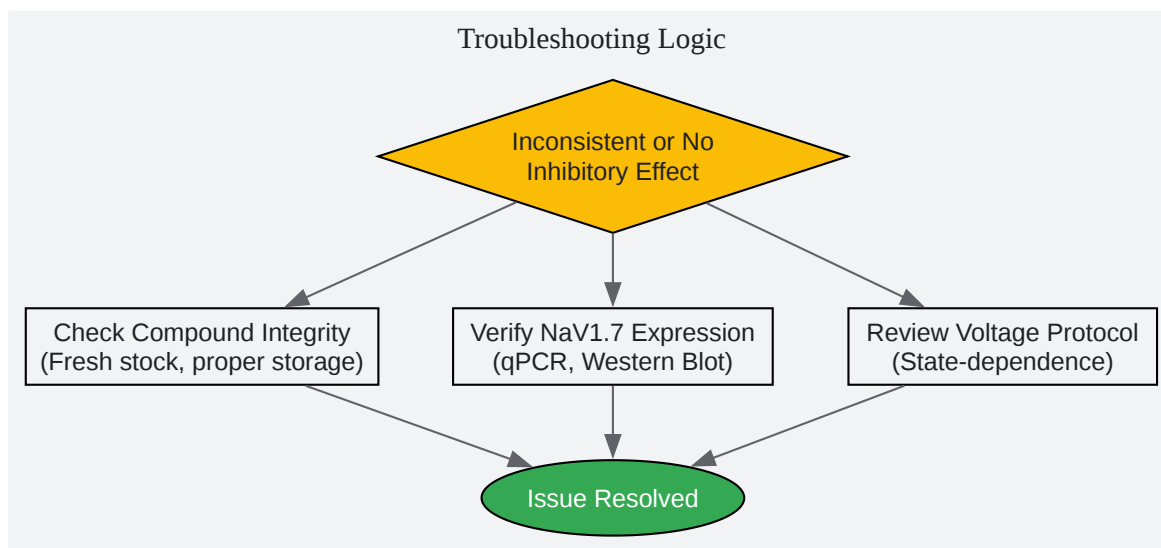 Troubleshooting Logic
Inconsistent or No
Inhibitory Effect
Check Compound Integrity
(Fresh stock, proper storage)
Verify NaV1.7 Expression
(qPCR, Western Blot)
Review Voltage Protocol
(State-dependence)
Issue Resolved